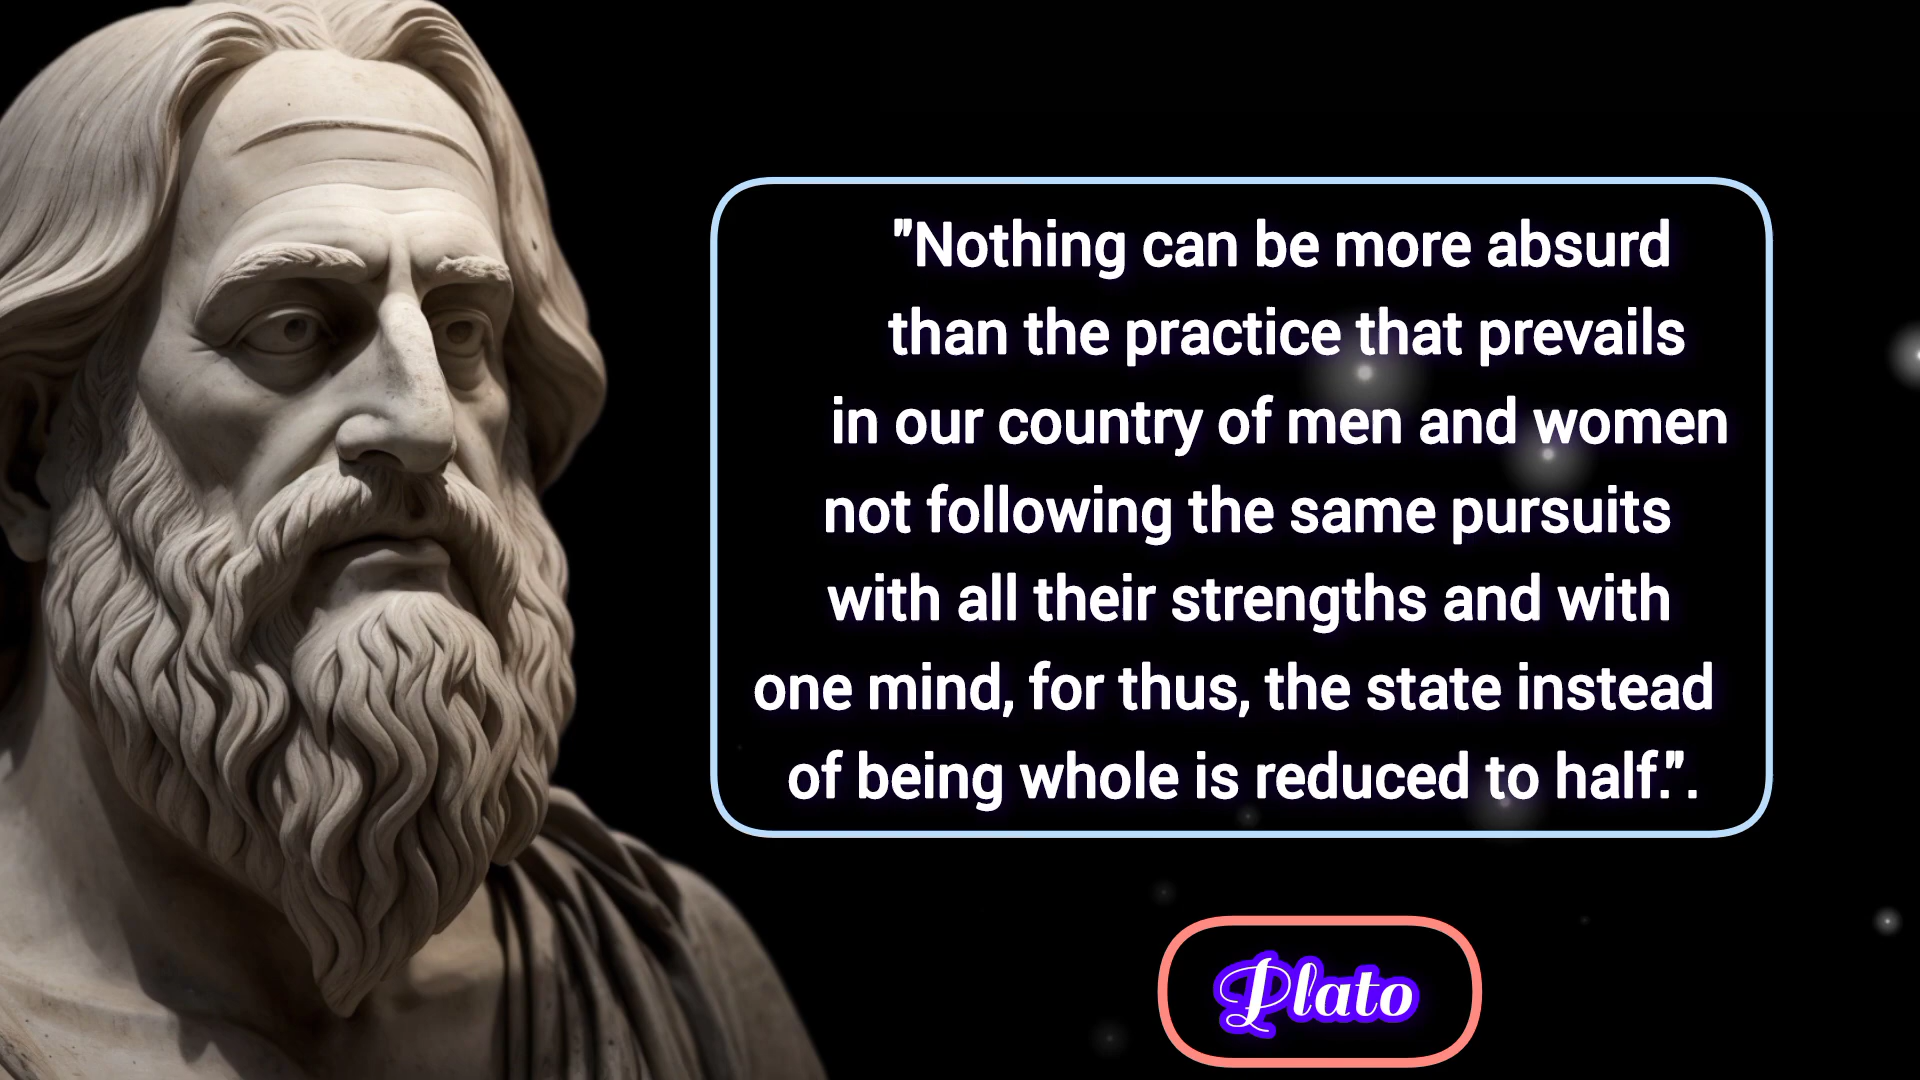 "Nothing can be more absurd
than the practice that prevails
in our country of men and women
not following the same pursuits
with all their strengths and with
one mind, for thus, the state instead
of being whole is reduced to half.".
Plato